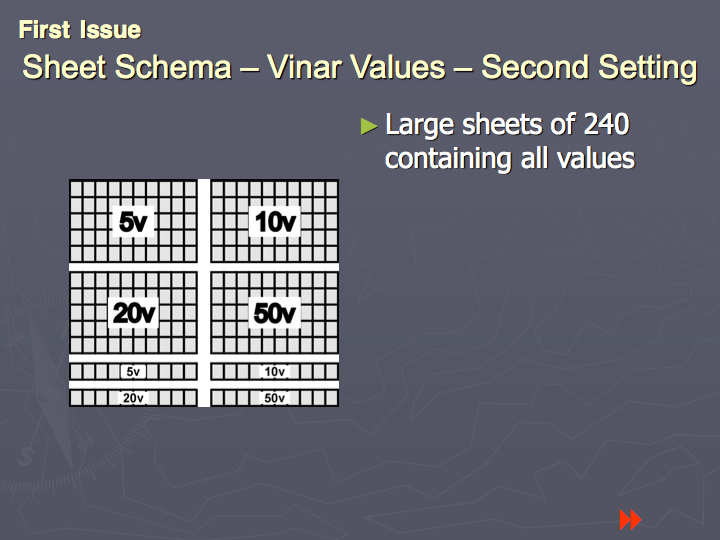 First Issue
Sheet Schema – Vinar Values – Second Setting
► Large sheets of 240
containing all values
5v 10v
20v 50v
5v 10v
20v 50v
S